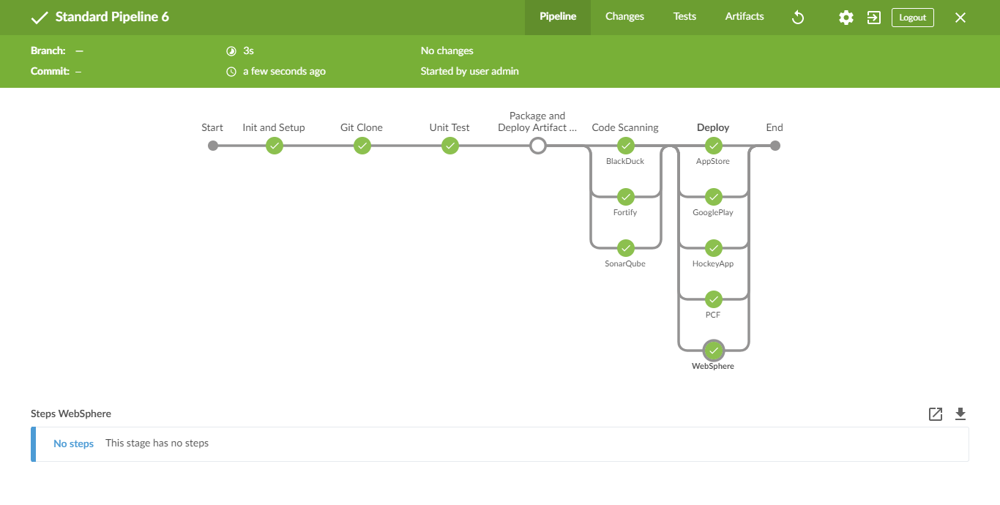 Standard Pipeline 6
Pipeline
Changes
Tests
Artifacts
Logout
Branch: —
3s
No changes
Commit: —
a few seconds ago
Started by user admin
Start
Init and Setup
Git Clone
Unit Test
Package and
Deploy Artifact ...
Code Scanning
Deploy
End
BlackDuck
AppStore
Fortify
GooglePlay
SonarQube
HockeyApp
PCF
WebSphere
Steps WebSphere
No steps
This stage has no steps